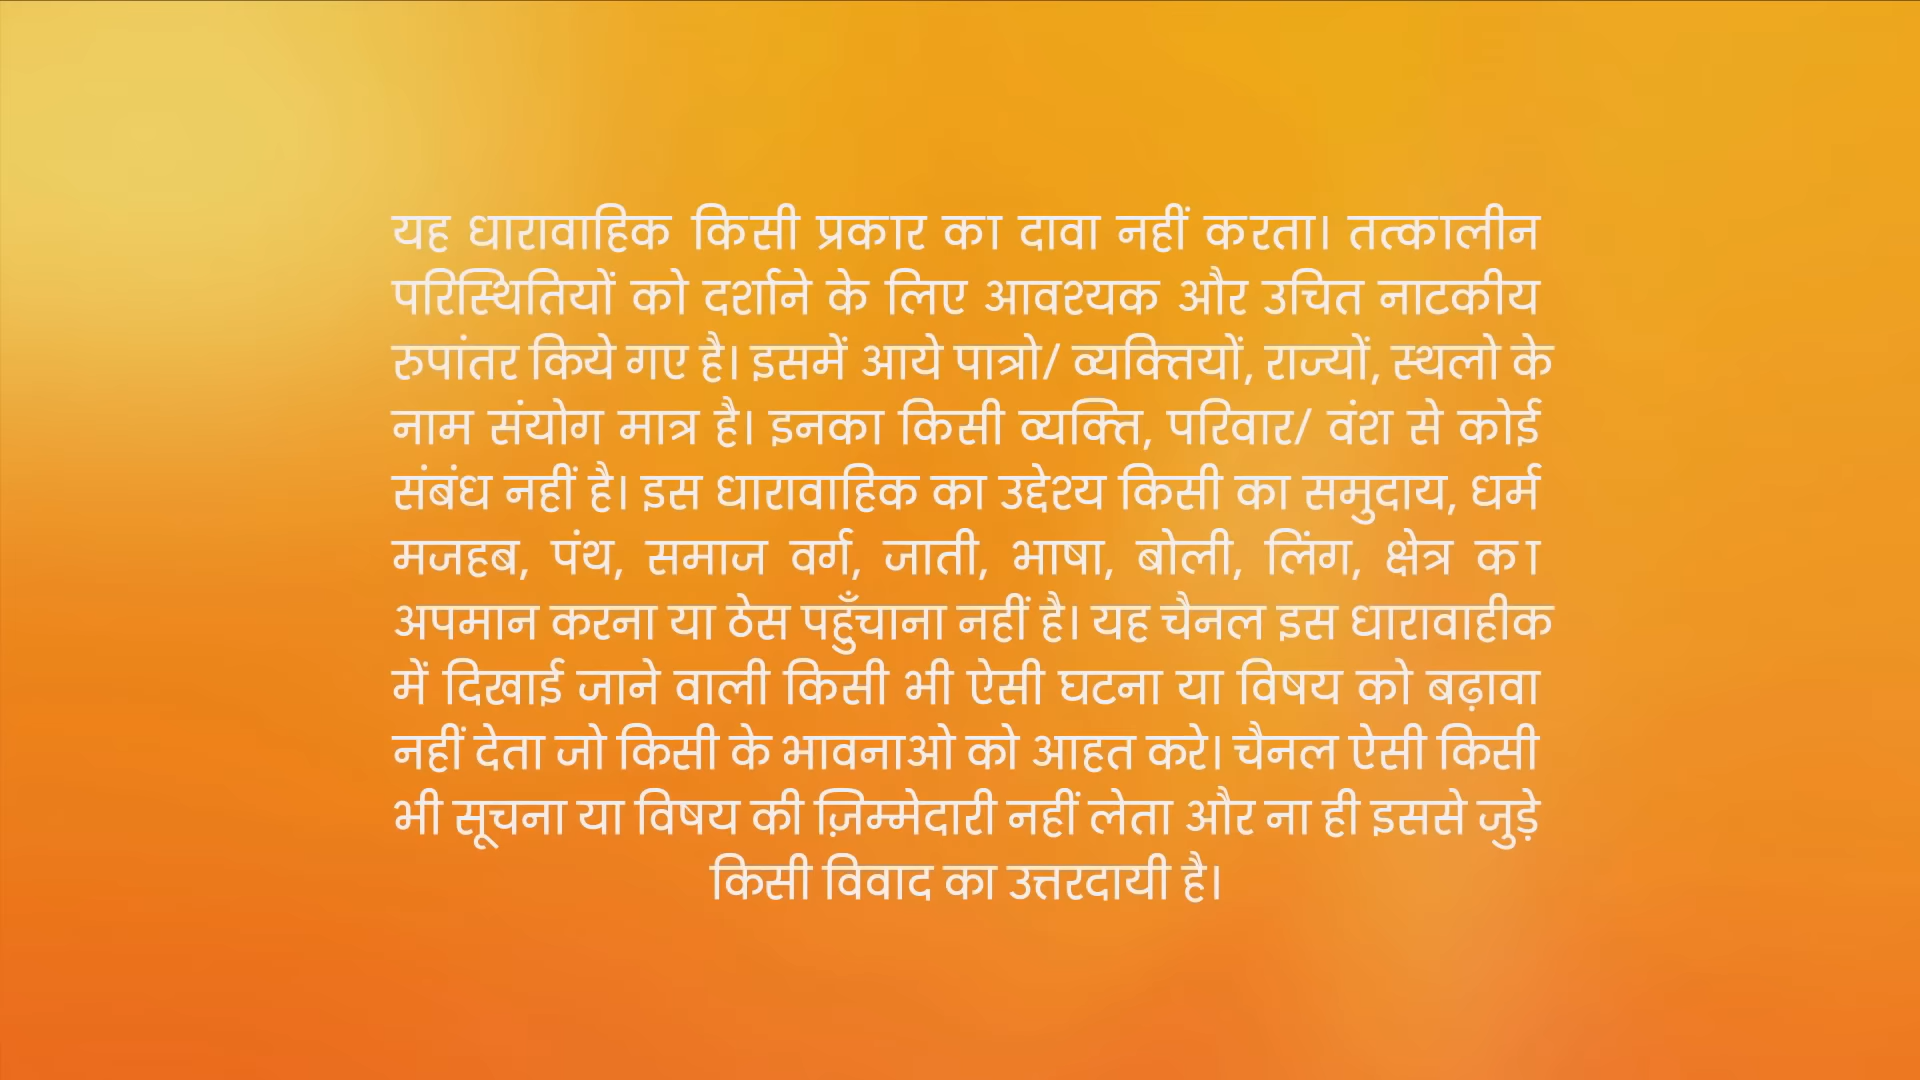 यह धारावाहिक किसी प्रकार का दावा नहीं करता। तत्कालीन
परिस्थितियों को दर्शाने के लिए आवश्यक और उचित नाटकीय
रुपांतर किये गए है। इसमें आये पात्रो/ व्यक्तियों, राज्यों, स्थलो के
नाम संयोग मात्र है। इनका किसी व्यक्ति, परिवार/ वंश से कोई
संबंध नहीं है। इस धारावाहिक का उद्देश्य किसी का समुदाय, धर्म
मजहब, पंथ, समाज वर्ग, जाती, भाषा, बोली, लिंग, क्षेत्र का
अपमान करना या ठेस पहुँचाना नहीं है। यह चैनल इस धारावाहीक
में दिखाई जाने वाली किसी भी ऐसी घटना या विषय को बढ़ावा
नहीं देता जो किसी के भावनाओ को आहत करे। चैनल ऐसी किसी
भी सूचना या विषय की ज़िम्मेदारी नहीं लेता और ना ही इससे जुड़े
किसी विवाद का उत्तरदायी है।